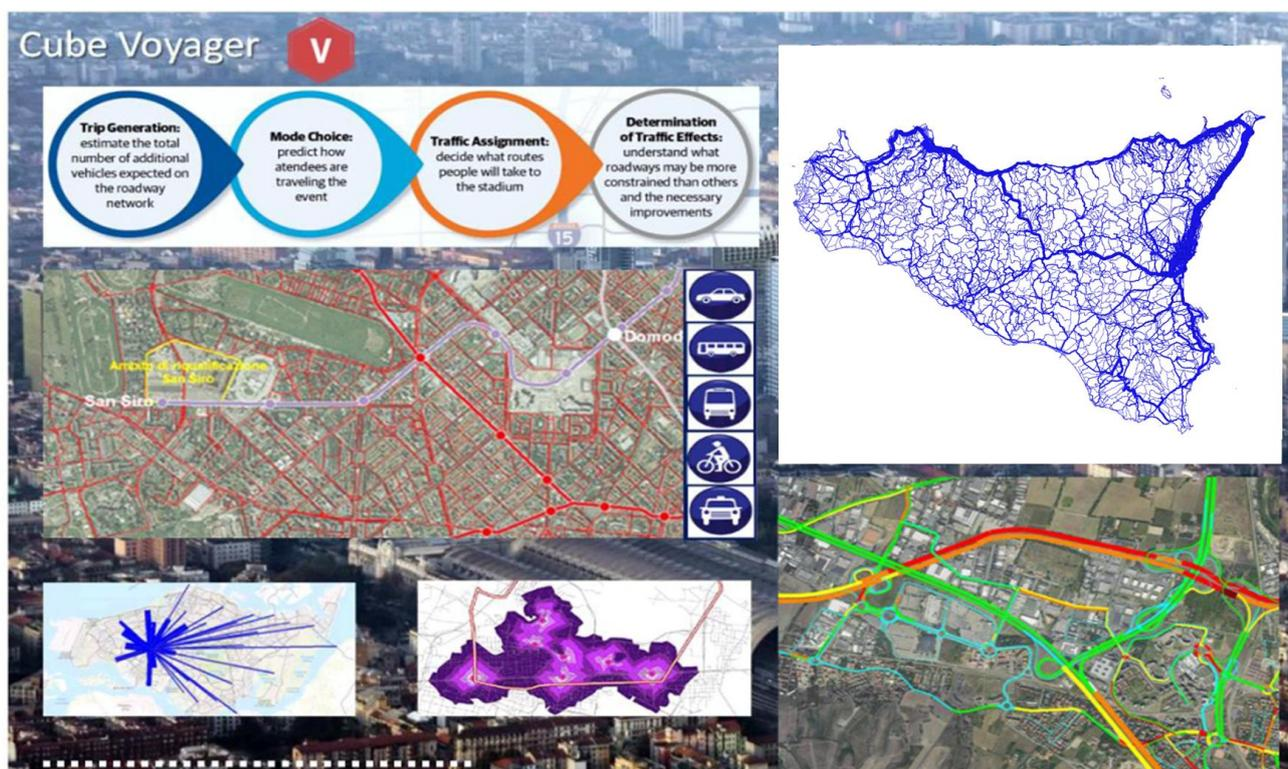 Cube Voyager
V
Trip Generation:
estimate the total
number of additional
vehicles expected on
the roadway
network
Mode Choice:
predict how
atendees are
traveling the
event
Traffic Assignment:
decide what routes
people will take to
the stadium
Determination
of Traffic Effects:
understand what
roadways may be more
constrained than others
and the necessary
improvements
15
Ambito di riqualificazione
San Siro
San Siro
Domod